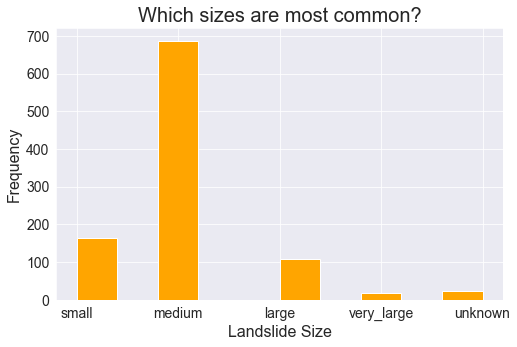 Which sizes are most common?
Frequency
700
600
500
400
300
200
100
0
small medium large very_large unknown
Landslide Size